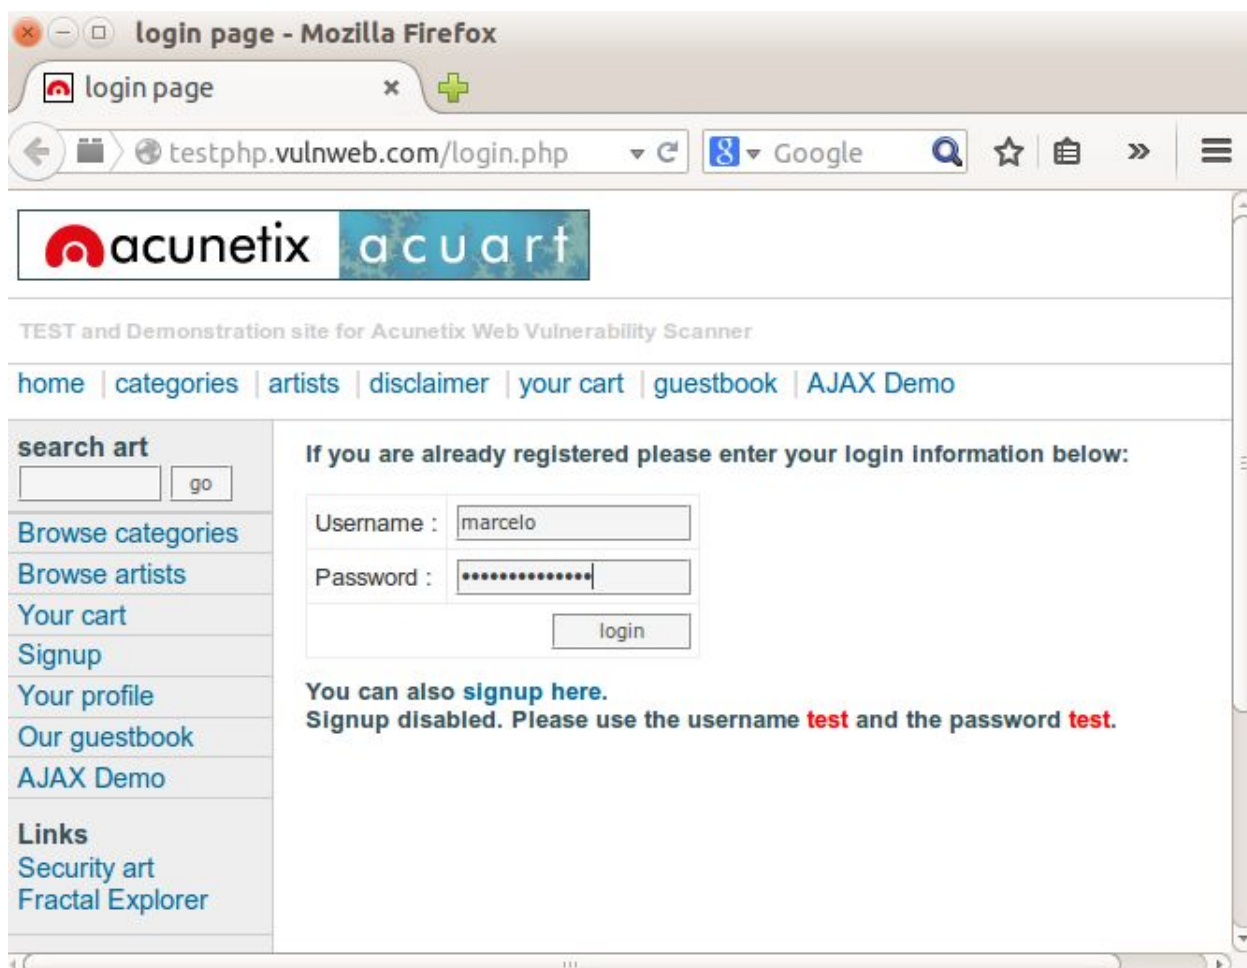 login page - Mozilla Firefox
login page
testphp.vulnweb.com/login.php
8 Google
acunetix acuart
TEST and Demonstration site for Acunetix Web Vulnerability Scanner
home | categories | artists | disclaimer | your cart | guestbook | AJAX Demo
search art
go
Browse categories
Browse artists
Your cart
Signup
Your profile
Our guestbook
AJAX Demo
Links
Security art
Fractal Explorer
If you are already registered please enter your login information below:
Username : marcelo
Password : ••••••••••••••
login
You can also signup here.
Signup disabled. Please use the username test and the password test.